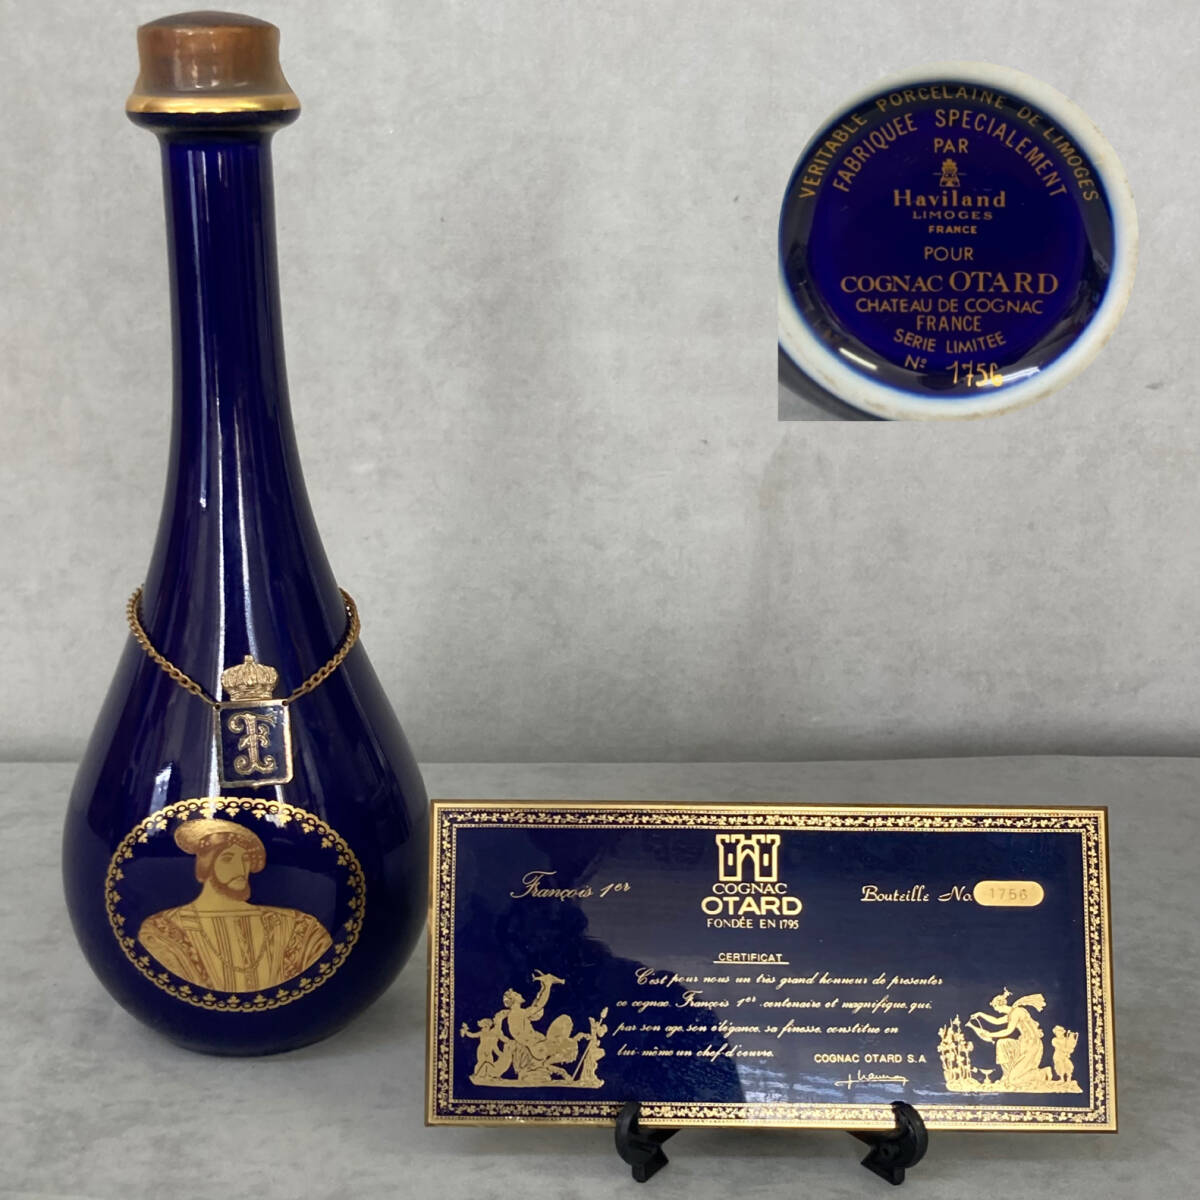 VERITABLE PORCELAINE DE LIMOGES
FABRIQUEE SPECIALEMENT
PAR
Haviland
LIMOGES
FRANCE
POUR
COGNAC OTARD
CHATEAU DE COGNAC
FRANCE
SERIE LIMITEE
Nº 1756
F
François 1er
COGNAC
OTARD
FONDÉE EN 1795
Bouteille No. 1756
CERTIFICAT
C'est pour nous un très grand honneur de presenter
ce cognac François 1er centenaire et magnifique, qui,
par son age, son élégance, sa finesse, constitue en
lui-même un chef-d'œuvre.
COGNAC OTARD S.A